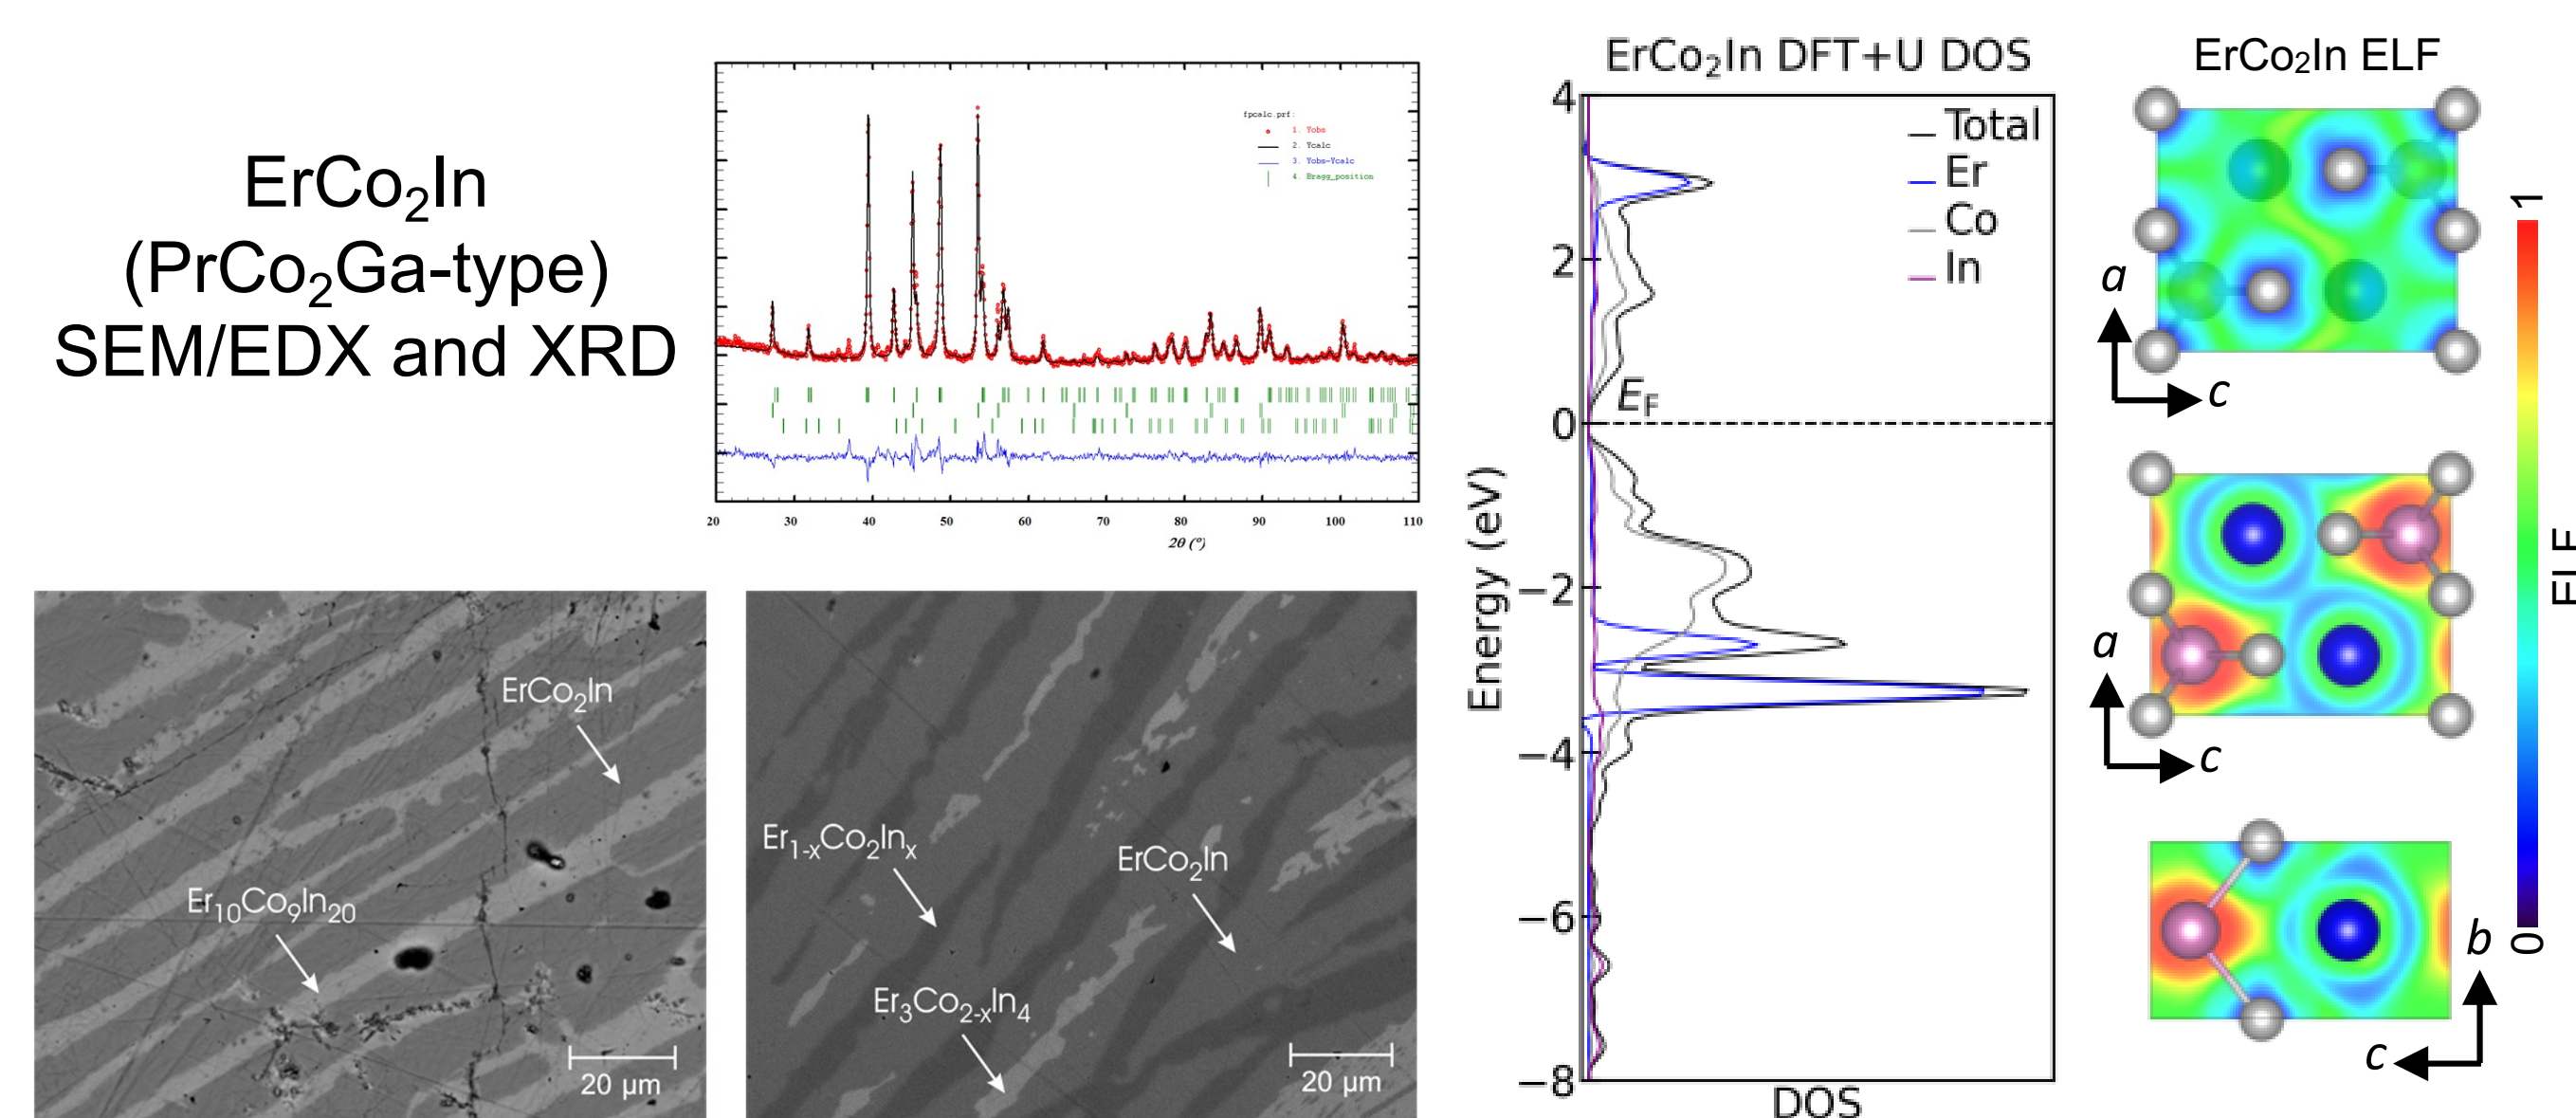 ErCo₂In
(PrCo₂Ga-type)
SEM/EDX and XRD
fpcalc.prf:
1. Yobs
2. Ycalc
3. Yobs-Ycalc
4. Bragg_position
20 30 40 50 60 70 80 90 100 110
2θ (°)
ErCo₂In
Er₁₀Co₉In₂₀
20 μm
Er₁₋ₓCo₂Inₓ
ErCo₂In
Er₃Co₂₋ₓIn₄
20 μm
ErCo₂In DFT+U DOS
Total
Er
Co
In
E_F
4
2
0
−2
−4
−6
−8
Energy (eV)
DOS
ErCo₂In ELF
a
c
a
c
b
c
1
0